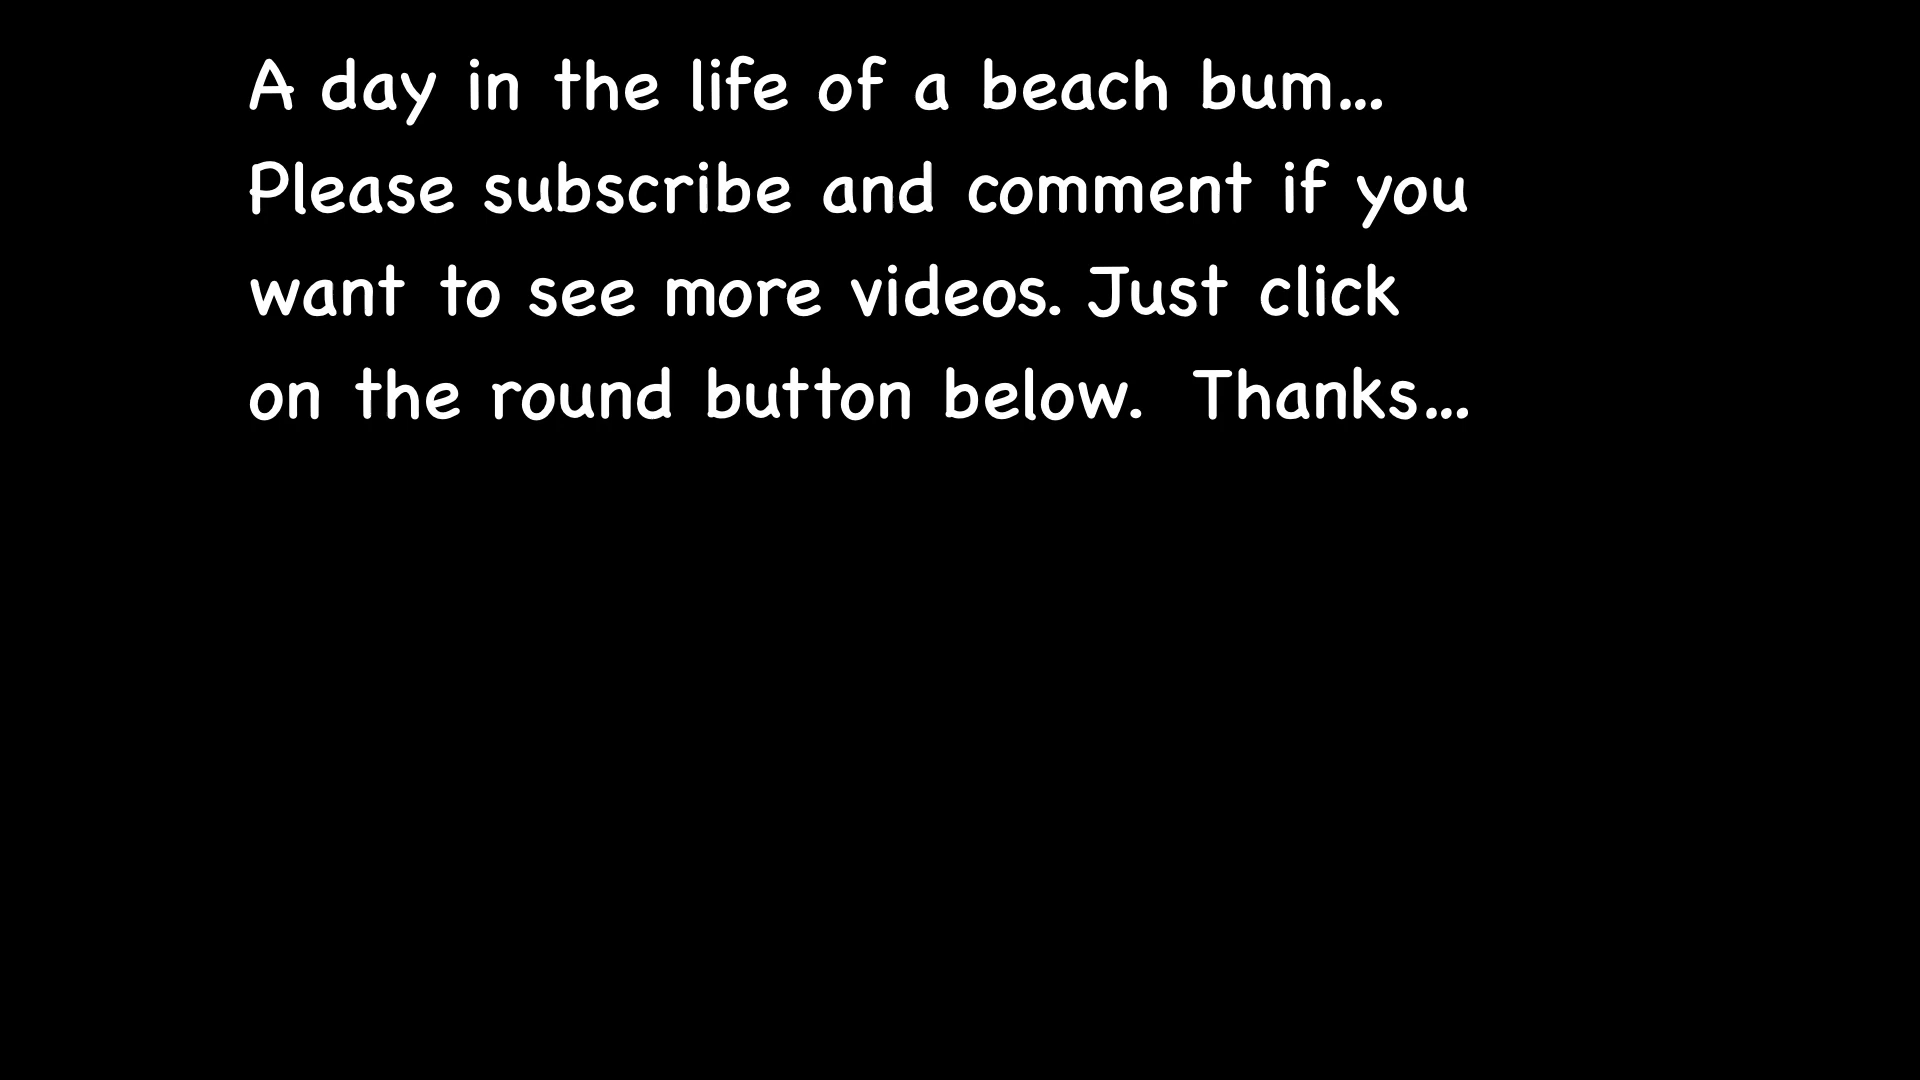 A day in the life of a beach bum...
Please subscribe and comment if you
want to see more videos. Just click
on the round button below.  Thanks...